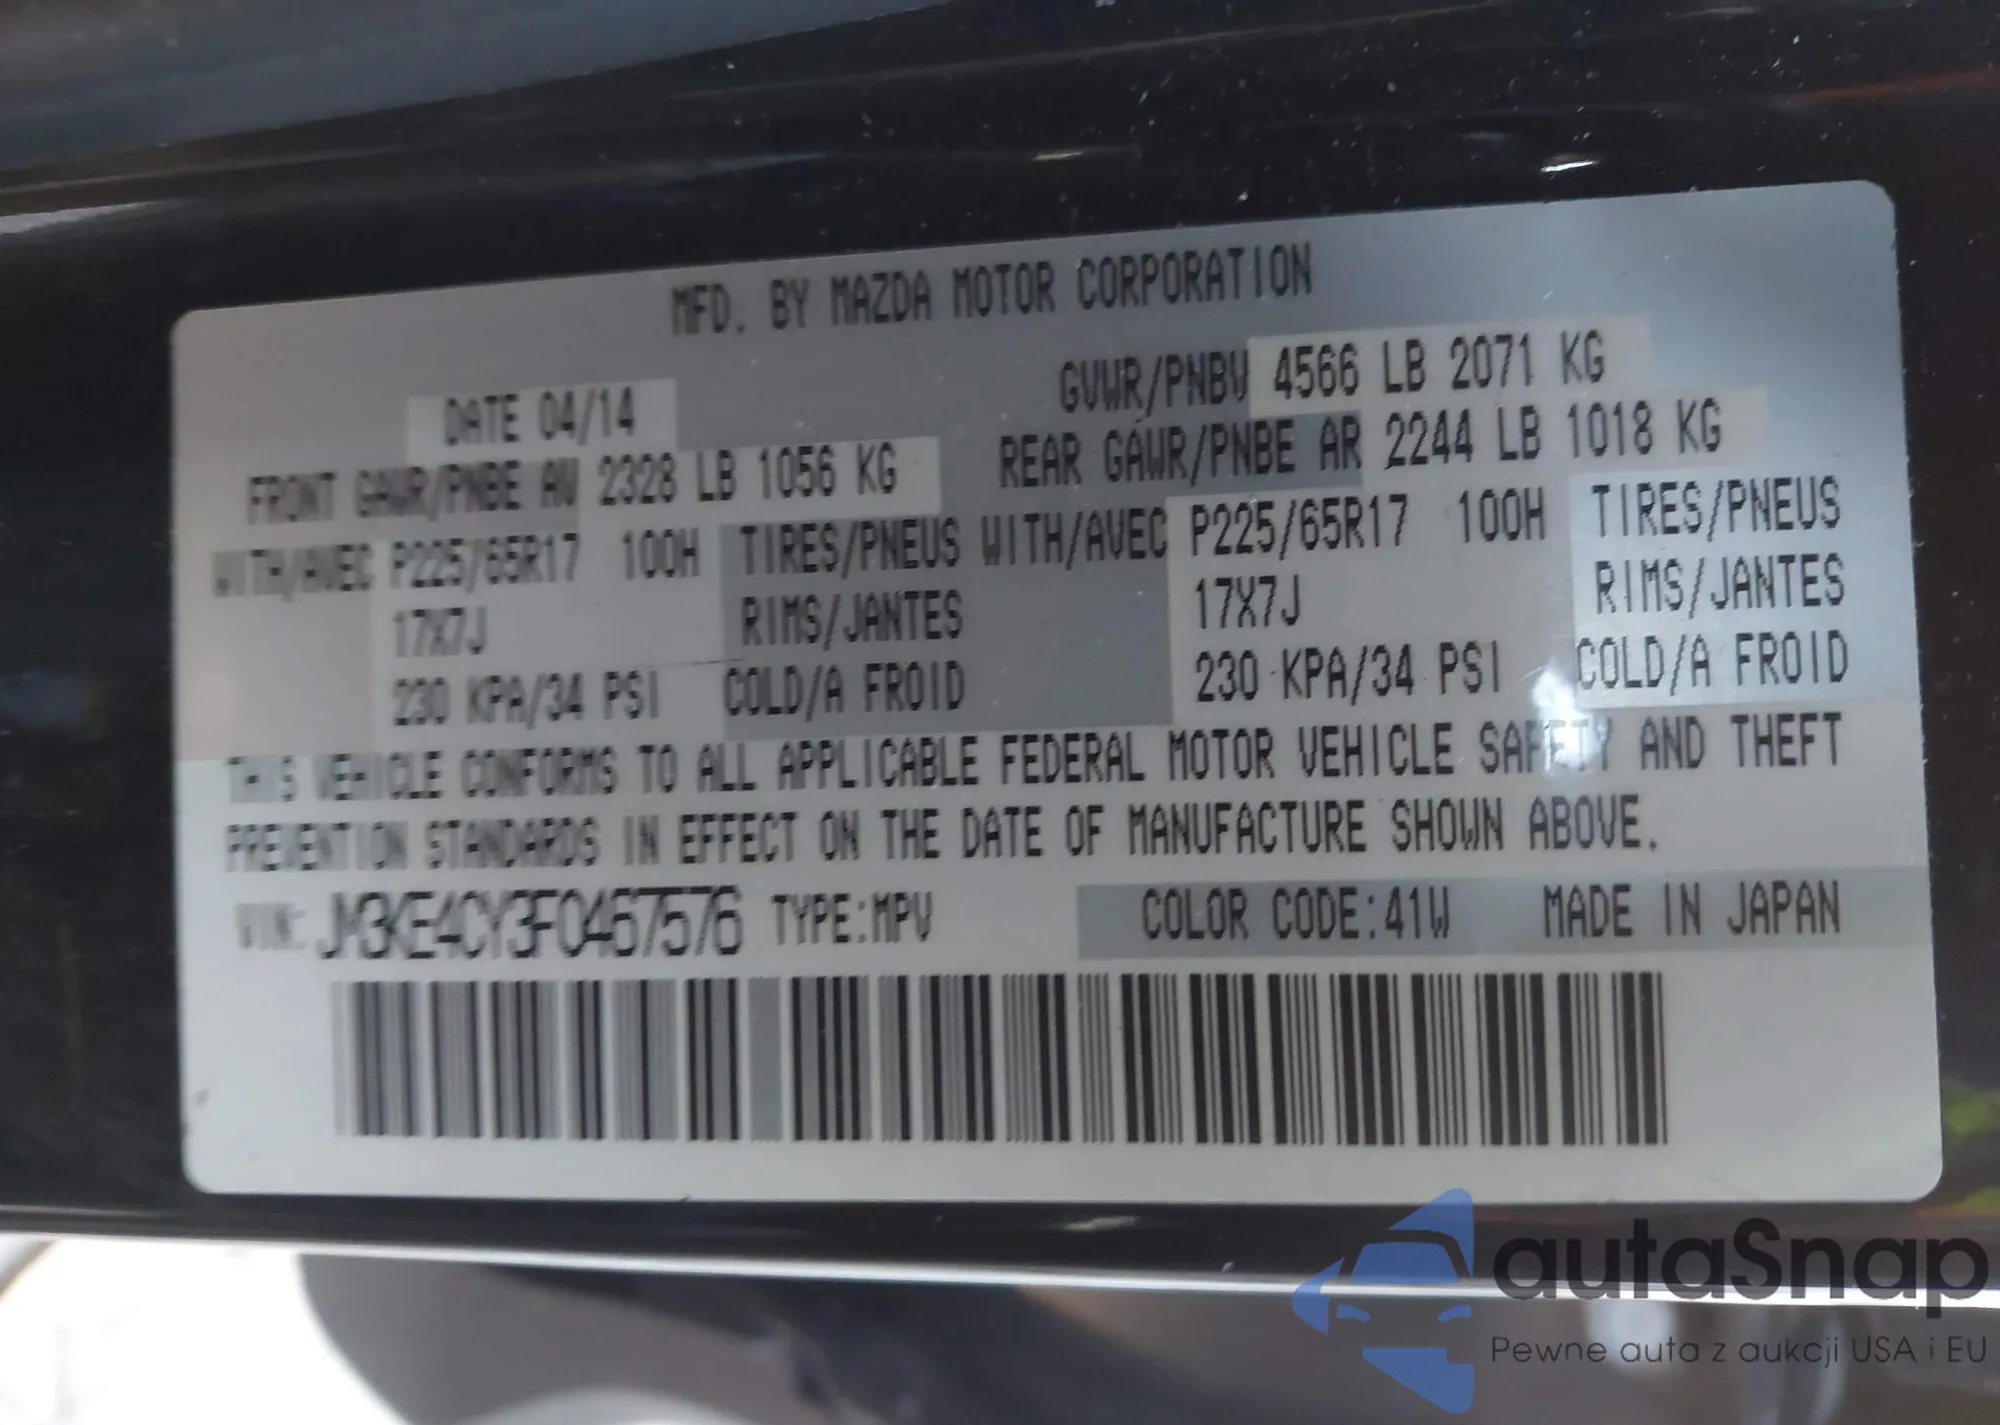 MFD. BY MAZDA MOTOR CORPORATION
DATE 04/14 GVWR/PNBV 4566 LB 2071 KG
FRONT GAWR/PNBE AV 2328 LB 1056 KG REAR GAWR/PNBE AR 2244 LB 1018 KG
WITH/AVEC P225/65R17 100H TIRES/PNEUS WITH/AVEC P225/65R17 100H TIRES/PNEUS
17X7J RIMS/JANTES 17X7J RIMS/JANTES
230 KPA/34 PSI COLD/A FROID 230 KPA/34 PSI COLD/A FROID
THIS VEHICLE CONFORMS TO ALL APPLICABLE FEDERAL MOTOR VEHICLE SAFETY AND THEFT
PREVENTION STANDARDS IN EFFECT ON THE DATE OF MANUFACTURE SHOWN ABOVE.
VIN: JM3KE4CY3F0467576 TYPE:MPV COLOR CODE:41W MADE IN JAPAN
autaSnap
Pewne auta z aukcji USA i EU